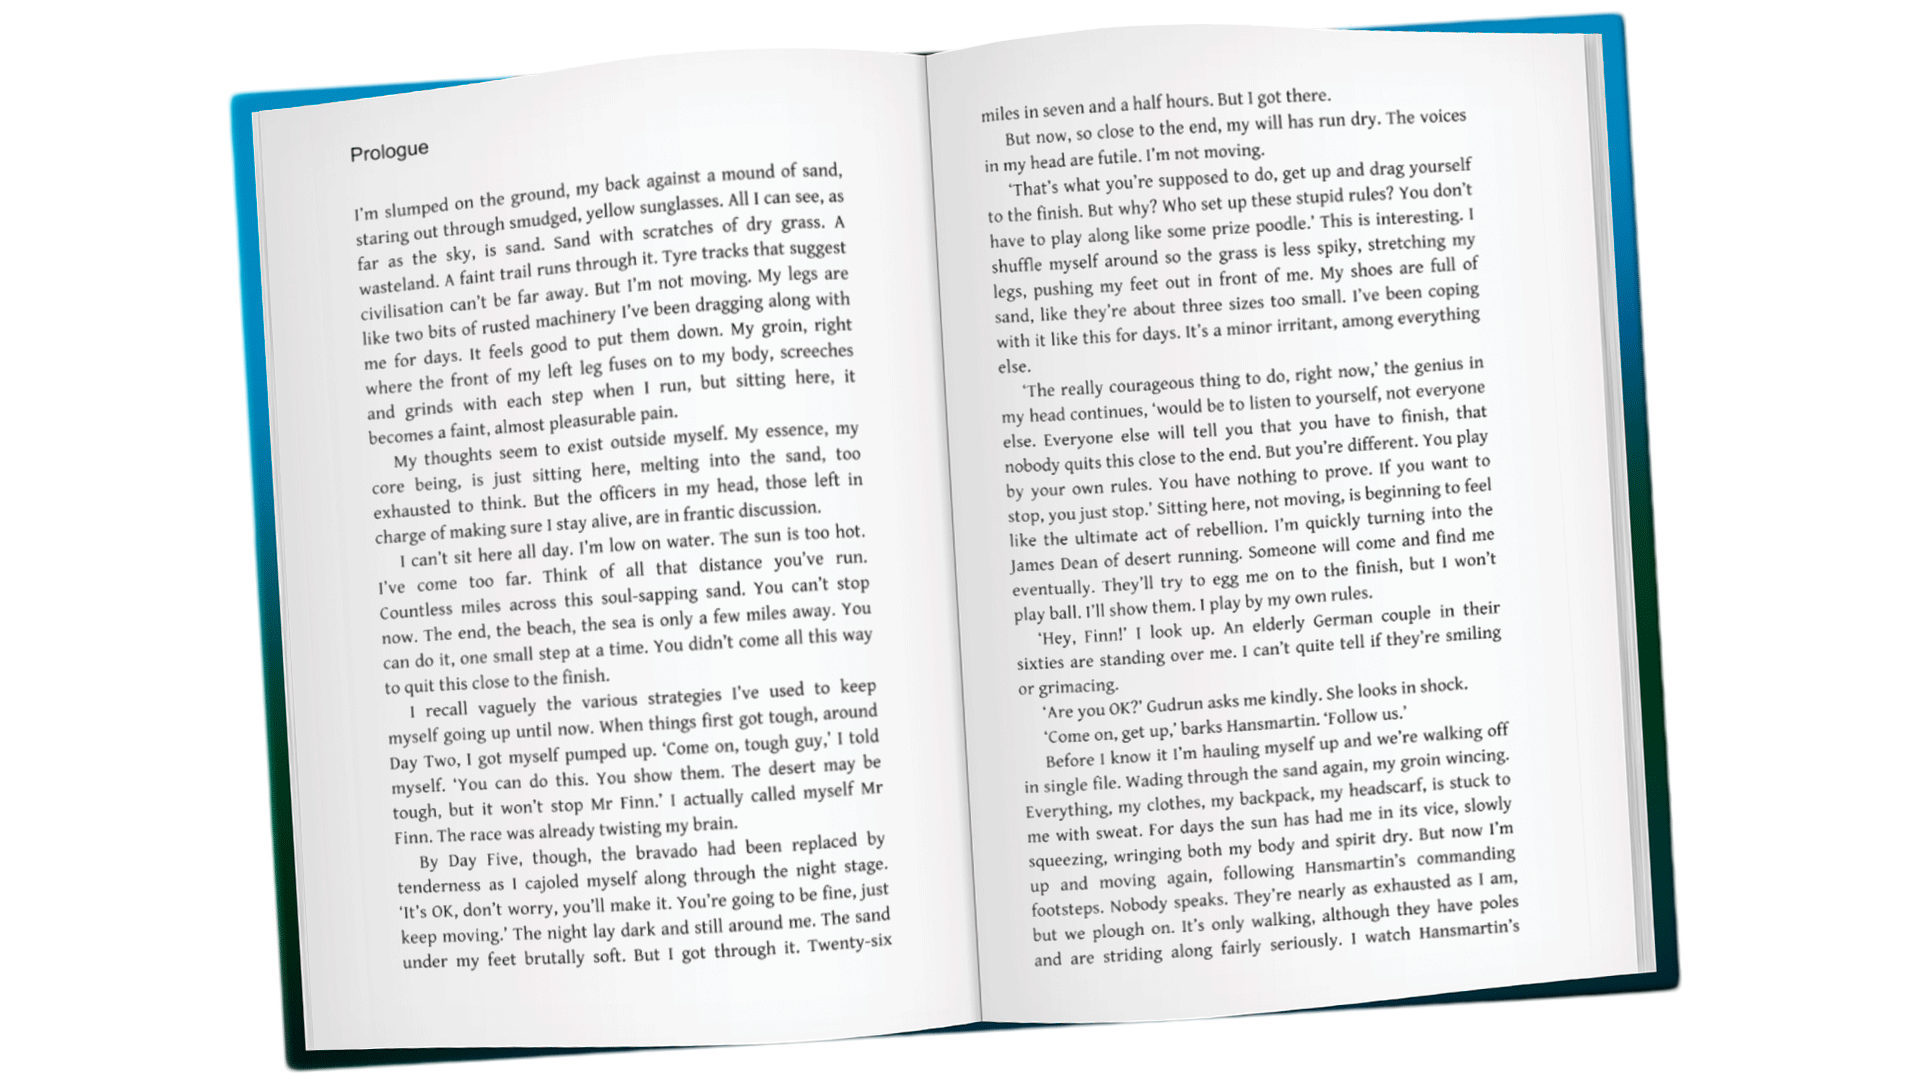 Prologue
I’m slumped on the ground, my back against a mound of sand,
staring out through smudged, yellow sunglasses. All I can see, as
far as the sky, is sand. Sand with scratches of dry grass. A
wasteland. A faint trail runs through it. Tyre tracks that suggest
civilisation can’t be far away. But I’m not moving. My legs are
like two bits of rusted machinery I’ve been dragging along with
me for days. It feels good to put them down. My groin, right
where the front of my left leg fuses on to my body, screeches
and grinds with each step when I run, but sitting here, it
becomes a faint, almost pleasurable pain.
My thoughts seem to exist outside myself. My essence, my
core being, is just sitting here, melting into the sand, too
exhausted to think. But the officers in my head, those left in
charge of making sure I stay alive, are in frantic discussion.
I can’t sit here all day. I’m low on water. The sun is too hot.
I’ve come too far. Think of all that distance you’ve run.
Countless miles across this soul-sapping sand. You can’t stop
now. The end, the beach, the sea is only a few miles away. You
can do it, one small step at a time. You didn’t come all this way
to quit this close to the finish.
I recall vaguely the various strategies I’ve used to keep
myself going up until now. When things first got tough, around
Day Two, I got myself pumped up. ‘Come on, tough guy,’ I told
myself. ‘You can do this. You show them. The desert may be
tough, but it won’t stop Mr Finn.’ I actually called myself Mr
Finn. The race was already twisting my brain.
By Day Five, though, the bravado had been replaced by
tenderness as I cajoled myself along through the night stage.
‘It’s OK, don’t worry, you’ll make it. You’re going to be fine, just
keep moving.’ The night lay dark and still around me. The sand
under my feet brutally soft. But I got through it. Twenty-six
miles in seven and a half hours. But I got there.
But now, so close to the end, my will has run dry. The voices
in my head are futile. I’m not moving.
‘That’s what you’re supposed to do, get up and drag yourself
to the finish. But why? Who set up these stupid rules? You don’t
have to play along like some prize poodle.’ This is interesting. I
shuffle myself around so the grass is less spiky, stretching my
legs, pushing my feet out in front of me. My shoes are full of
sand, like they’re about three sizes too small. I’ve been coping
with it like this for days. It’s a minor irritant, among everything
else.
‘The really courageous thing to do, right now,’ the genius in
my head continues, ‘would be to listen to yourself, not everyone
else. Everyone else will tell you that you have to finish, that
nobody quits this close to the end. But you’re different. You play
by your own rules. You have nothing to prove. If you want to
stop, you just stop.’ Sitting here, not moving, is beginning to feel
like the ultimate act of rebellion. I’m quickly turning into the
James Dean of desert running. Someone will come and find me
eventually. They’ll try to egg me on to the finish, but I won’t
play ball. I’ll show them. I play by my own rules.
‘Hey, Finn!’ I look up. An elderly German couple in their
sixties are standing over me. I can’t quite tell if they’re smiling
or grimacing.
‘Are you OK?’ Gudrun asks me kindly. She looks in shock.
‘Come on, get up,’ barks Hansmartin. ‘Follow us.’
Before I know it I’m hauling myself up and we’re walking off
in single file. Wading through the sand again, my groin wincing.
Everything, my clothes, my backpack, my headscarf, is stuck to
me with sweat. For days the sun has had me in its vice, slowly
squeezing, wringing both my body and spirit dry. But now I’m
up and moving again, following Hansmartin’s commanding
footsteps. Nobody speaks. They’re nearly as exhausted as I am,
but we plough on. It’s only walking, although they have poles
and are striding along fairly seriously. I watch Hansmartin’s